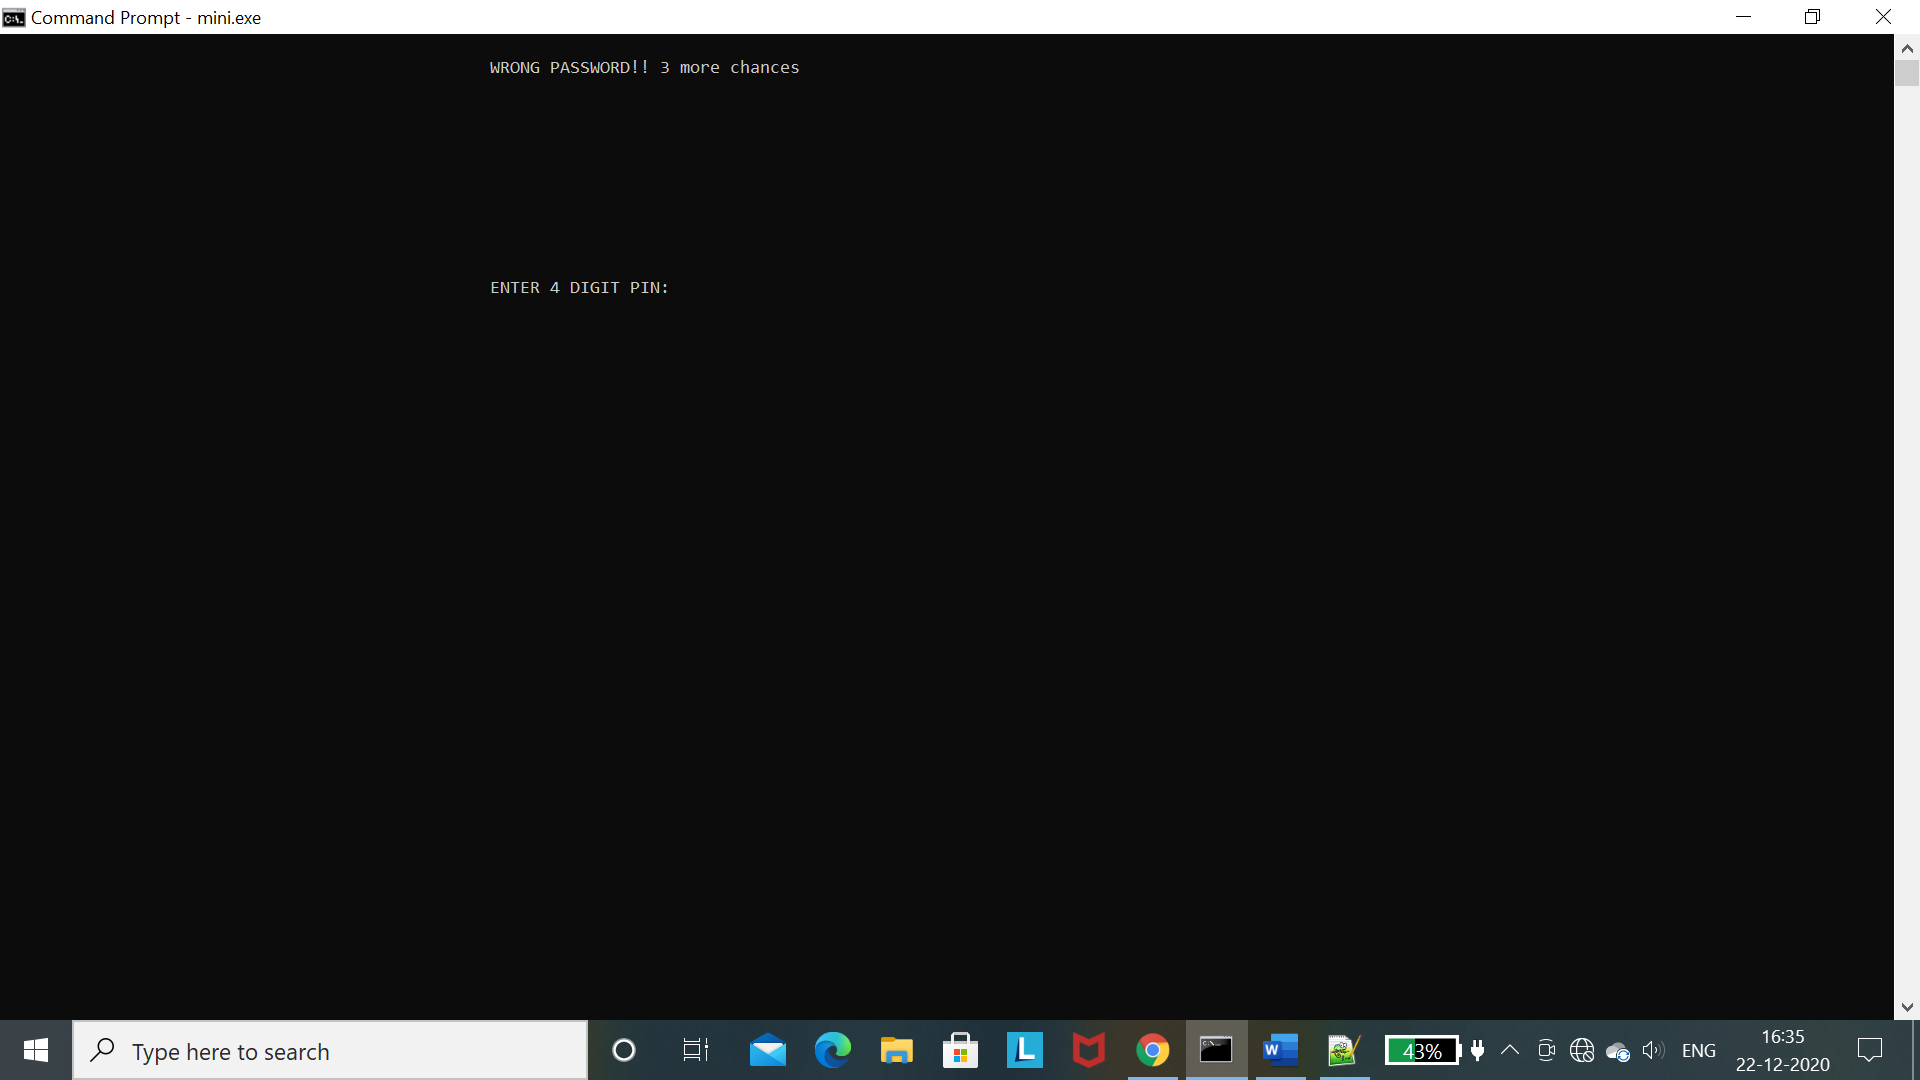 Command Prompt - mini.exe
WRONG PASSWORD!! 3 more chances
ENTER 4 DIGIT PIN:
Type here to search
L
W
43%
ENG
16:35
22-12-2020